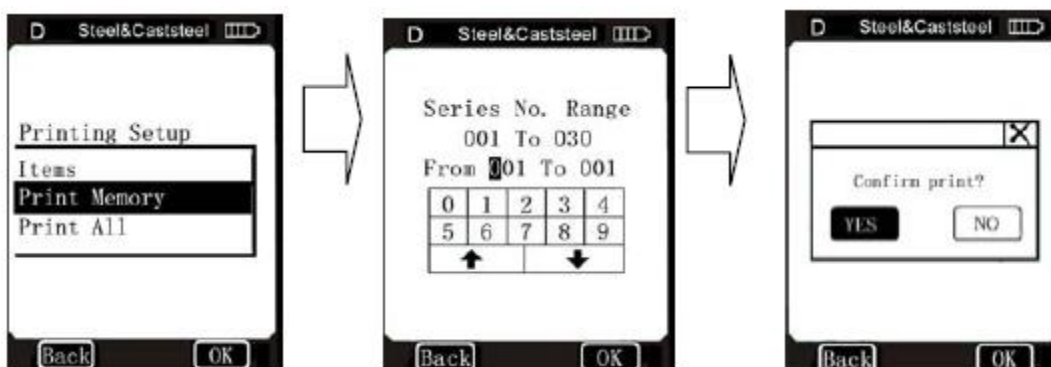 D Steel&Caststeel
Printing Setup
Items
Print Memory
Print All
Back OK
D Steel&Caststeel
Series No. Range
001 To 030
From 001 To 001
0 1 2 3 4
5 6 7 8 9
Back OK
D Steel&Caststeel
Confirm print?
YES NO
Back OK